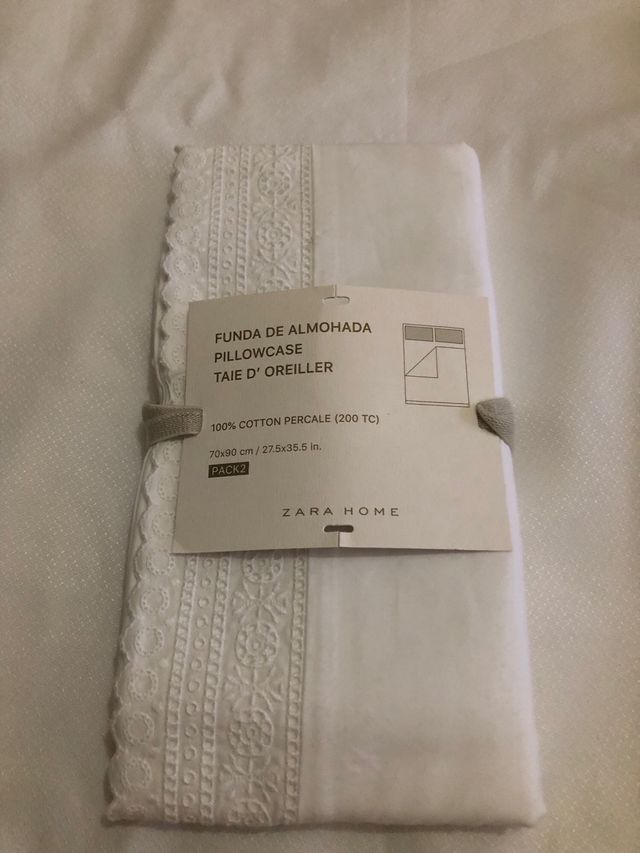 FUNDA DE ALMOHADA
PILLOWCASE
TAIE D' OREILLER
100% COTTON PERCALE (200 TC)
70x90 cm / 27.5x35.5 in.
PACK2
ZARA HOME